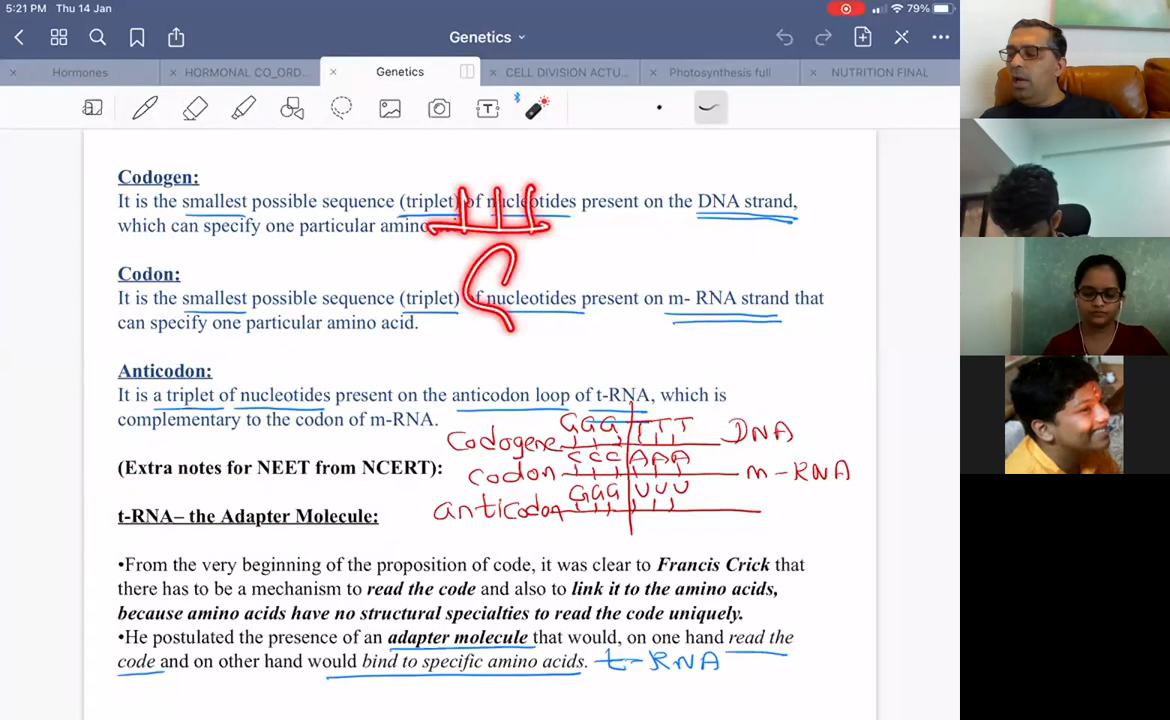 5:21 PM Thu 14 Jan
79%
Genetics
Hormones
HORMONAL CO_ORD...
Genetics
CELL DIVISION ACTU...
Photosynthesis full
NUTRITION FINAL
Codogen:
It is the smallest possible sequence (triplet) of nucleotides present on the DNA strand,
which can specify one particular amino
Codon:
It is the smallest possible sequence (triplet) of nucleotides present on m- RNA strand that
can specify one particular amino acid.
Anticodon:
It is a triplet of nucleotides present on the anticodon loop of t-RNA, which is
complementary to the codon of m-RNA.
Codogene GGG TTT DNA
(Extra notes for NEET from NCERT):
codon CCC AAA m-RNA
anticodon GGG UUU
t-RNA– the Adapter Molecule:
•From the very beginning of the proposition of code, it was clear to Francis Crick that
there has to be a mechanism to read the code and also to link it to the amino acids,
because amino acids have no structural specialties to read the code uniquely.
•He postulated the presence of an adapter molecule that would, on one hand read the
code and on other hand would bind to specific amino acids. t-RNA